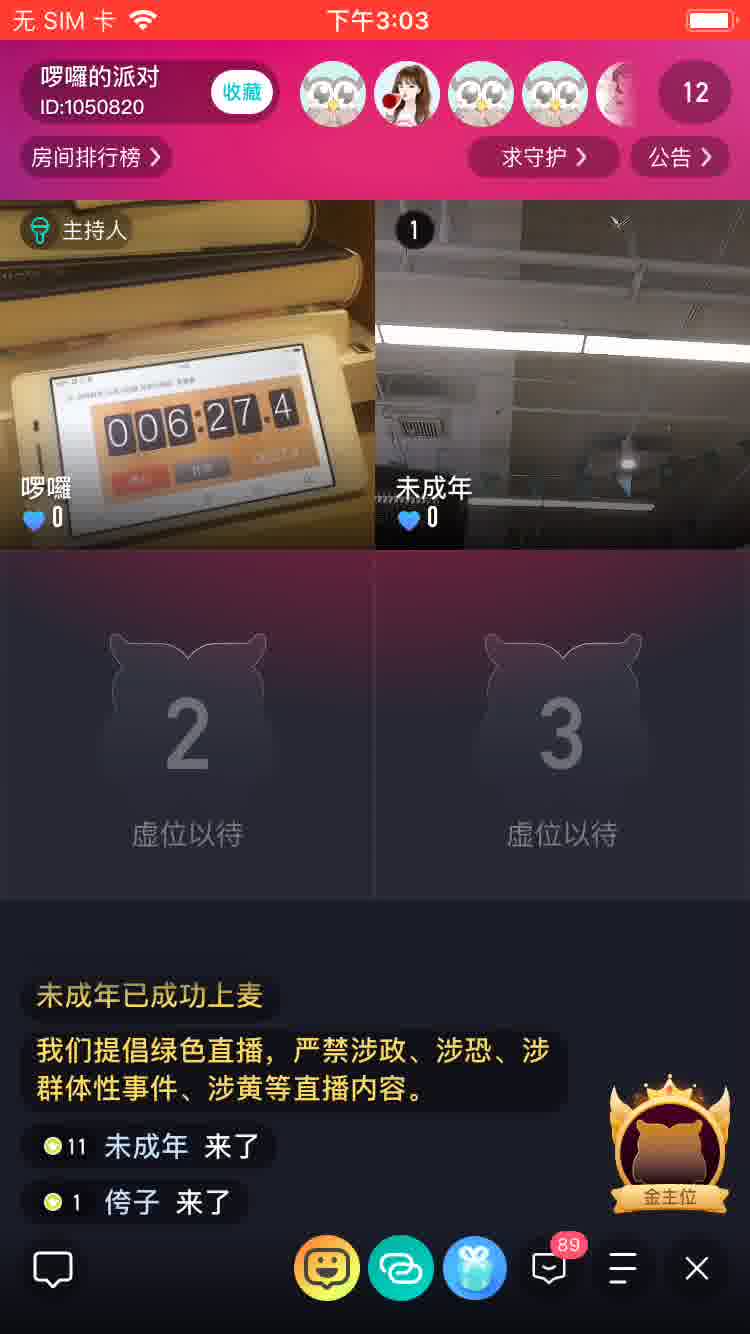 无 SIM 卡
下午3:03
啰囉的派对
ID:1050820
收藏
12
房间排行榜
求守护
公告
主持人
1
006:27.4
啰囉
0
未成年
0
2
虚位以待
3
虚位以待
未成年已成功上麦
我们提倡绿色直播，严禁涉政、涉恐、涉
群体性事件、涉黄等直播内容。
11 未成年 来了
1 侉子 来了
金主位
89